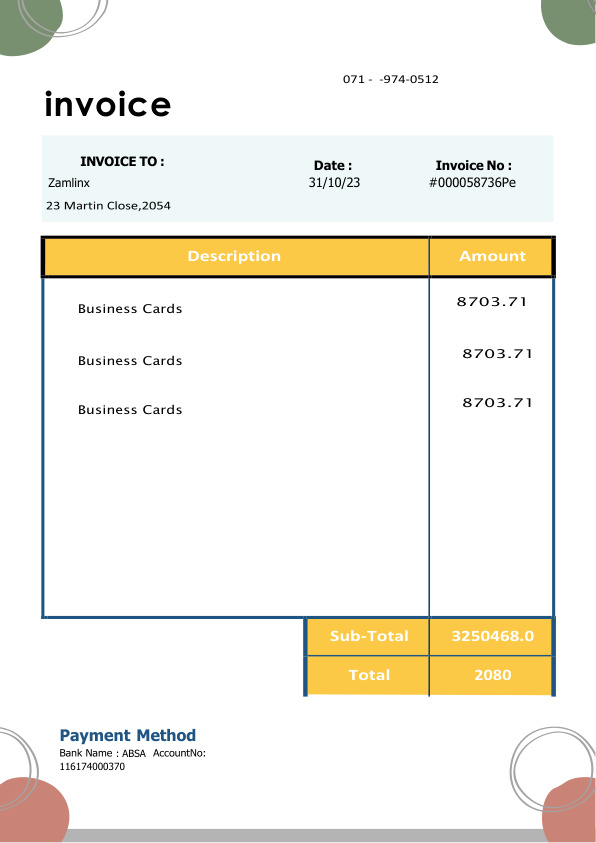 071 -  -974-0512
invoice
INVOICE TO :
Date :
Invoice No :
Zamlinx
31/10/23
#000058736Pe
23 Martin Close,2054
Description Amount
Business Cards 8703.71
Business Cards 8703.71
Business Cards 8703.71
Sub-Total 3250468.0
Total 2080
Payment Method
Bank Name : ABSA AccountNo:
116174000370